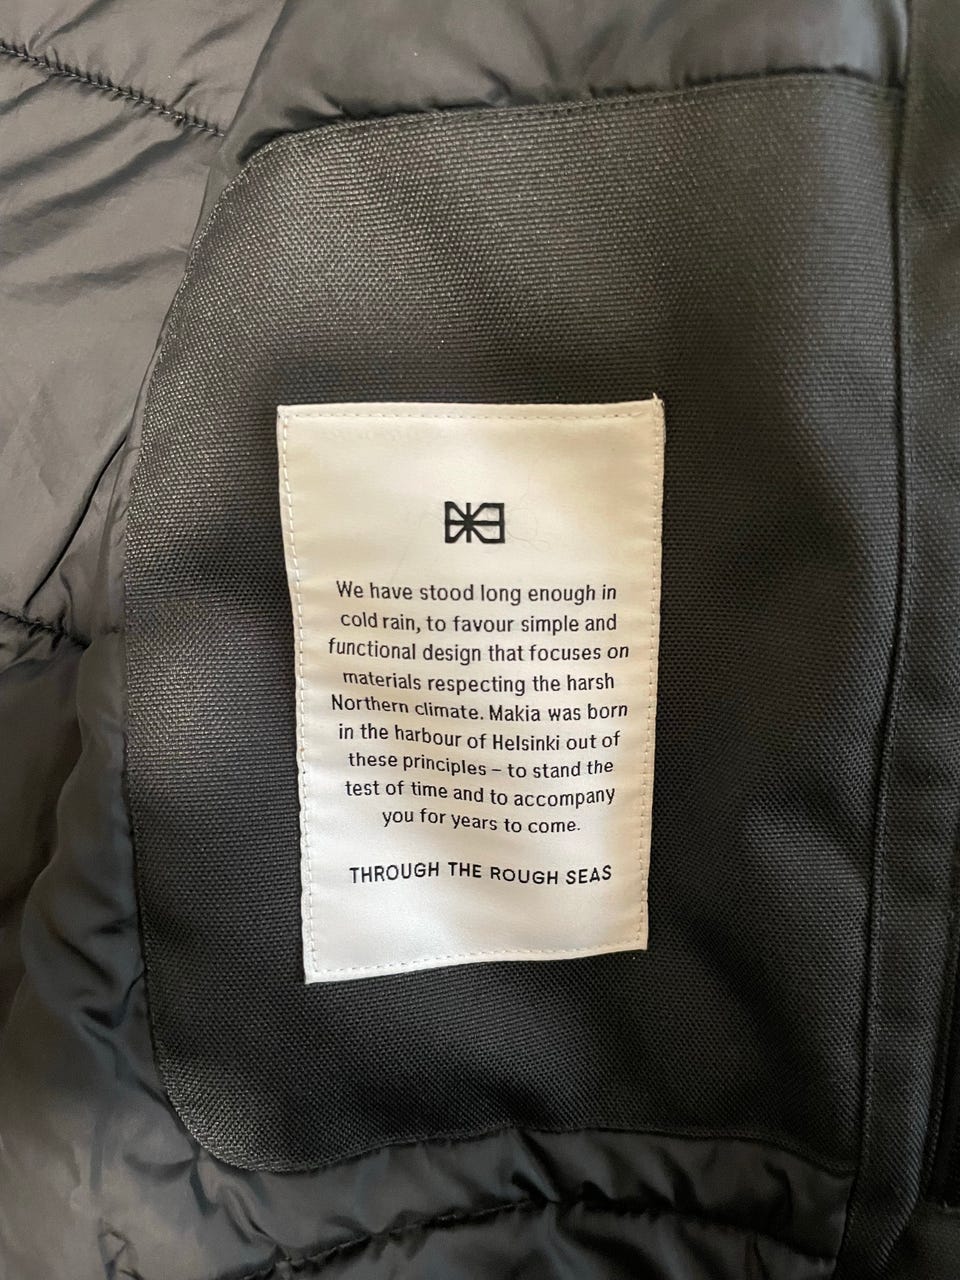 We have stood long enough in
cold rain, to favour simple and
functional design that focuses on
materials respecting the harsh
Northern climate. Makia was born
in the harbour of Helsinki out of
these principles – to stand the
test of time and to accompany
you for years to come.
THROUGH THE ROUGH SEAS